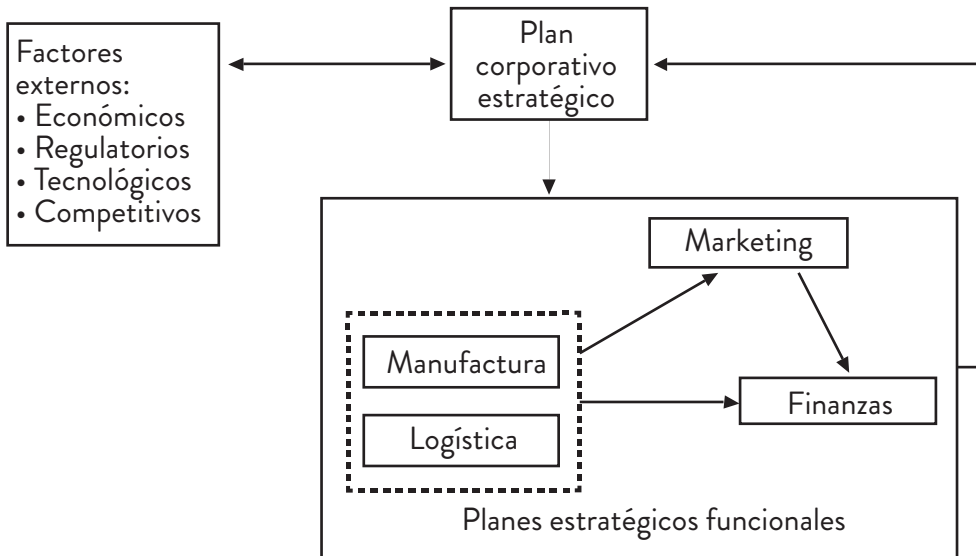 Factores
externos:
• Económicos
• Regulatorios
• Tecnológicos
• Competitivos
Plan
corporativo
estratégico
Marketing
Manufactura
Finanzas
Logística
Planes estratégicos funcionales